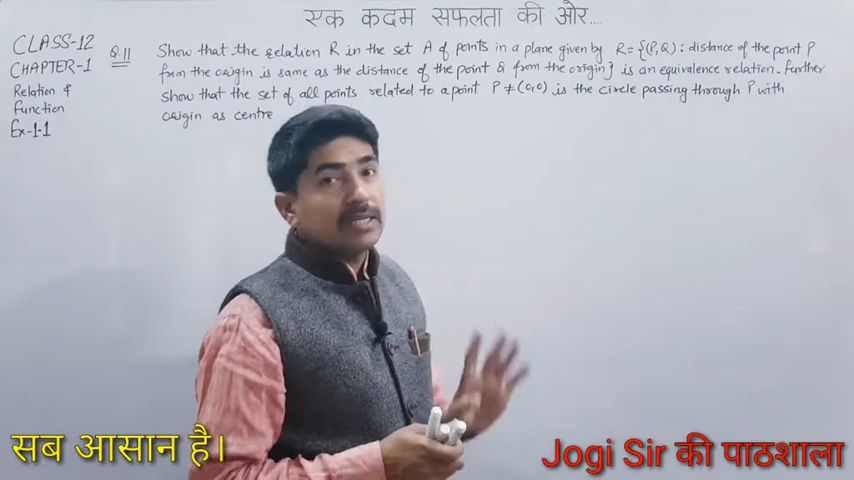 एक कदम सफलता की ओर....
CLASS-12
CHAPTER-1
Relation &
Function
Ex-1.1
Q.11 Show that the relation R in the set A of points in a plane given by R = {(P,Q) : distance of the point P
from the origin is same as the distance of the point Q from the origin} is an equivalence relation. Further
show that the set of all points related to a point P ≠ (0,0) is the circle passing through P with
origin as centre
सब आसान है।
Jogi Sir की पाठशाला